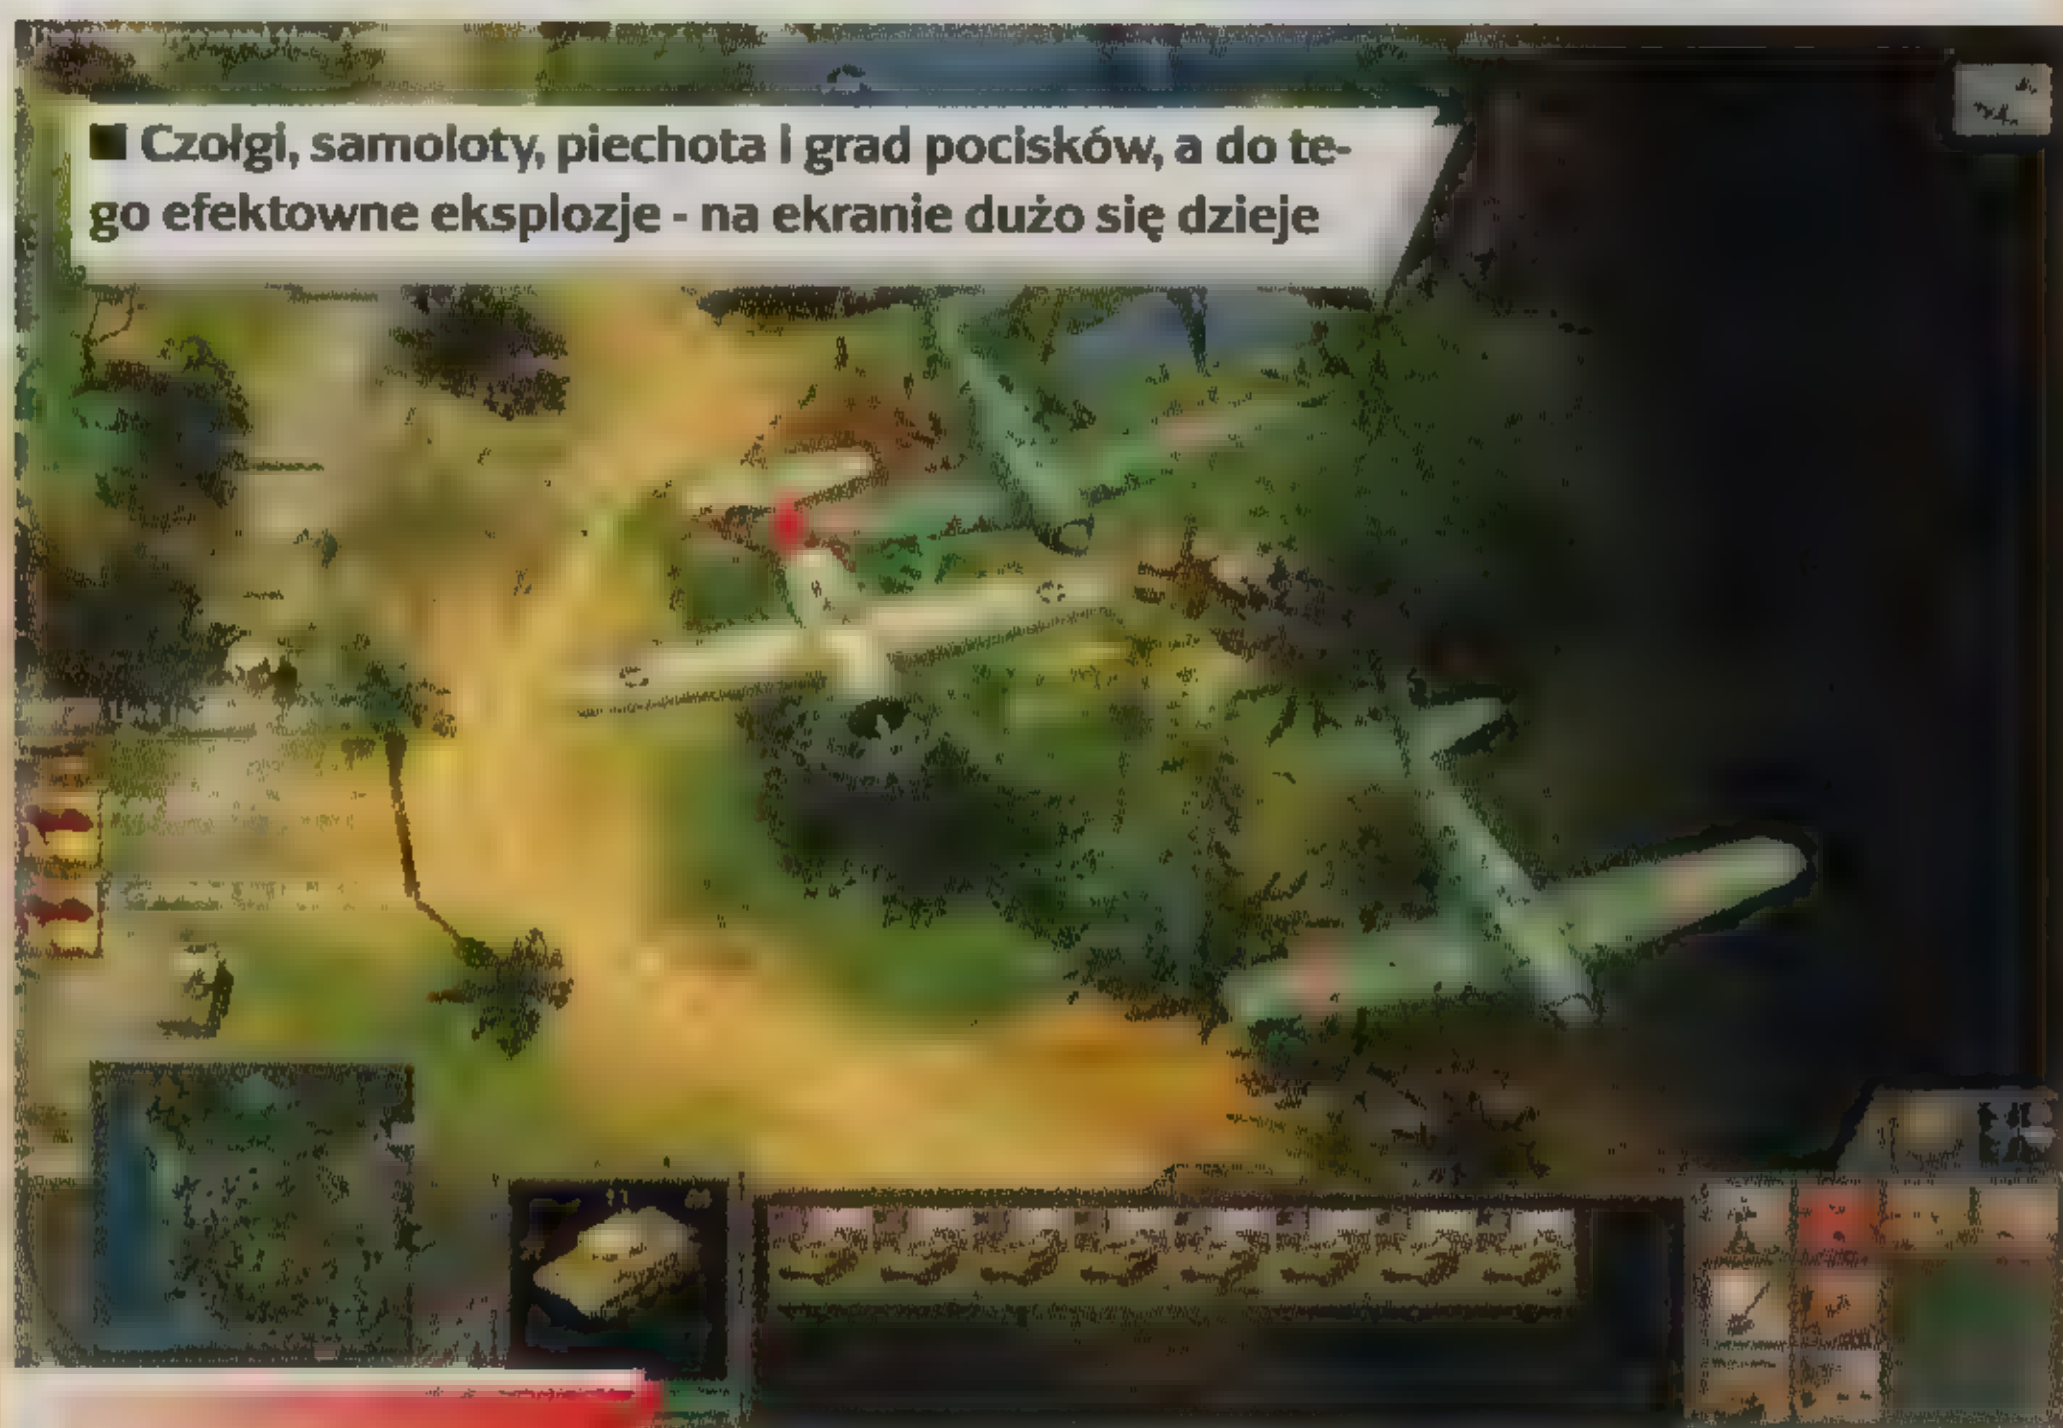 ■ Czołgi, samoloty, piechota i grad pocisków, a do te-
go efektowne eksplozje - na ekranie dużo się dzieje